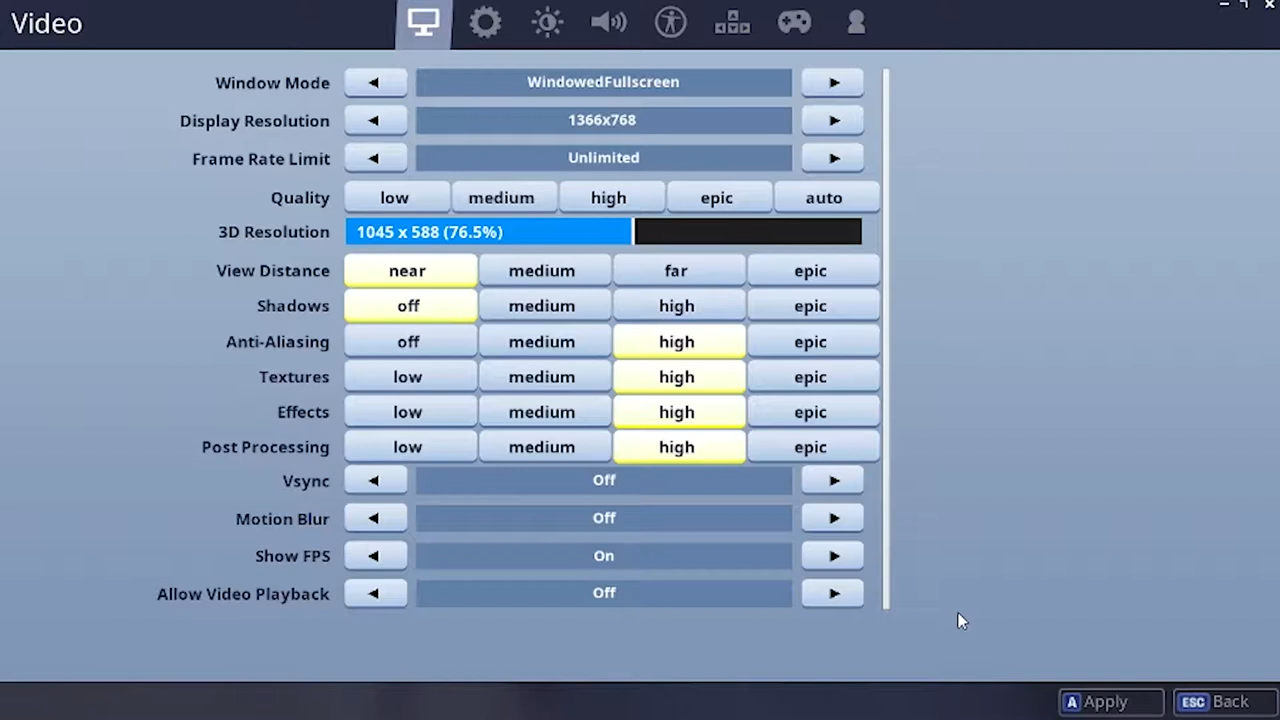 Video
Window Mode WindowedFullscreen
Display Resolution 1366x768
Frame Rate Limit Unlimited
Quality low medium high epic auto
3D Resolution 1045 x 588 (76.5%)
View Distance near medium far epic
Shadows off medium high epic
Anti-Aliasing off medium high epic
Textures low medium high epic
Effects low medium high epic
Post Processing low medium high epic
Vsync Off
Motion Blur Off
Show FPS On
Allow Video Playback Off
A Apply ESC Back